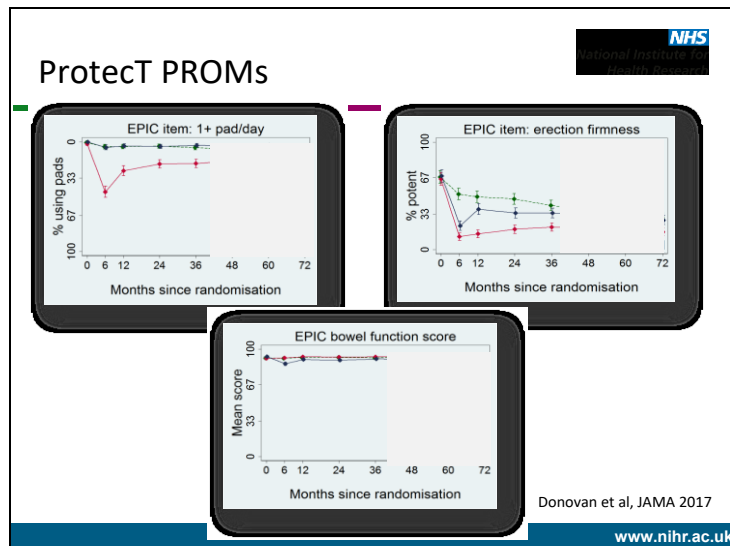 ProtecT PROMs
NHS
National Institute for
Health Research
EPIC item: 1+ pad/day
% using pads
0
33
67
100
0 6 12 24 36 48 60 72
Months since randomisation
EPIC item: erection firmness
% potent
100
67
33
0
0 6 12 24 36 48 60 72
Months since randomisation
EPIC bowel function score
Mean score
100
67
33
0
0 6 12 24 36 48 60 72
Months since randomisation
Donovan et al, JAMA 2017
www.nihr.ac.uk